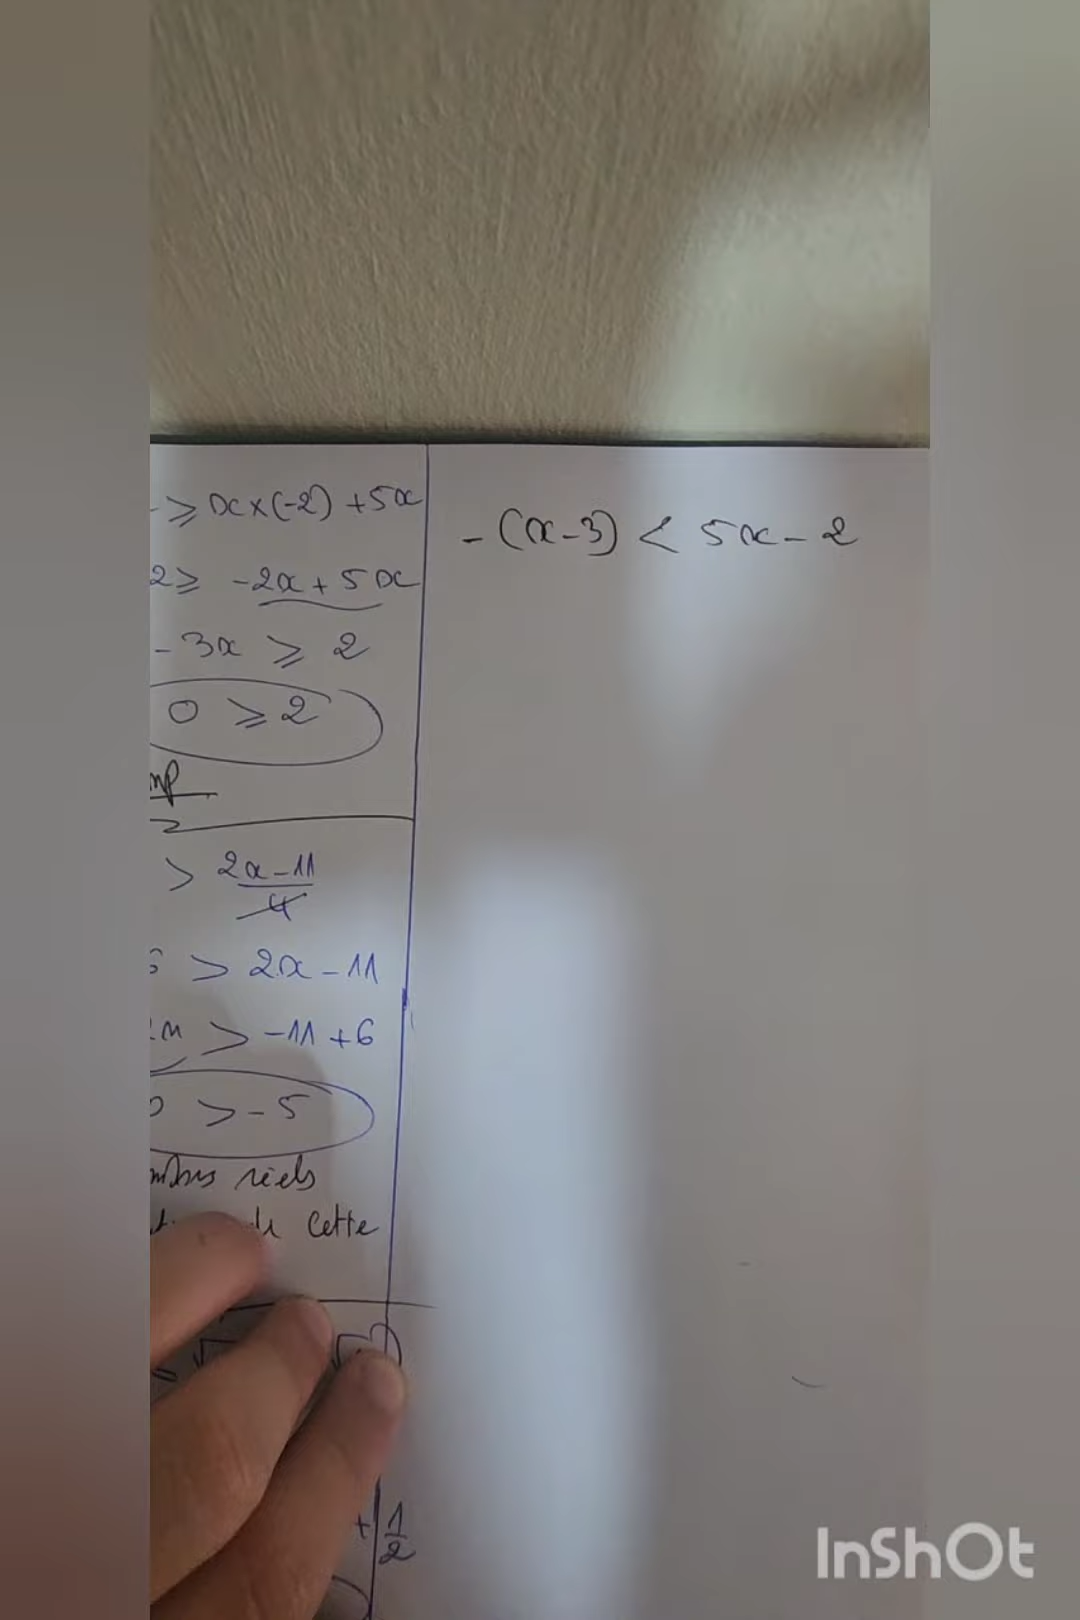 ≥ x×(-2) +5x
2≥ -2x + 5x
- 3x ≥ 2
0 ≥ 2
> 2x-11/4
> 2x - 11
> -11 +6
> -5
réels
de cette
+ 1/2
-(x-3) < 5x - 2
InShOt